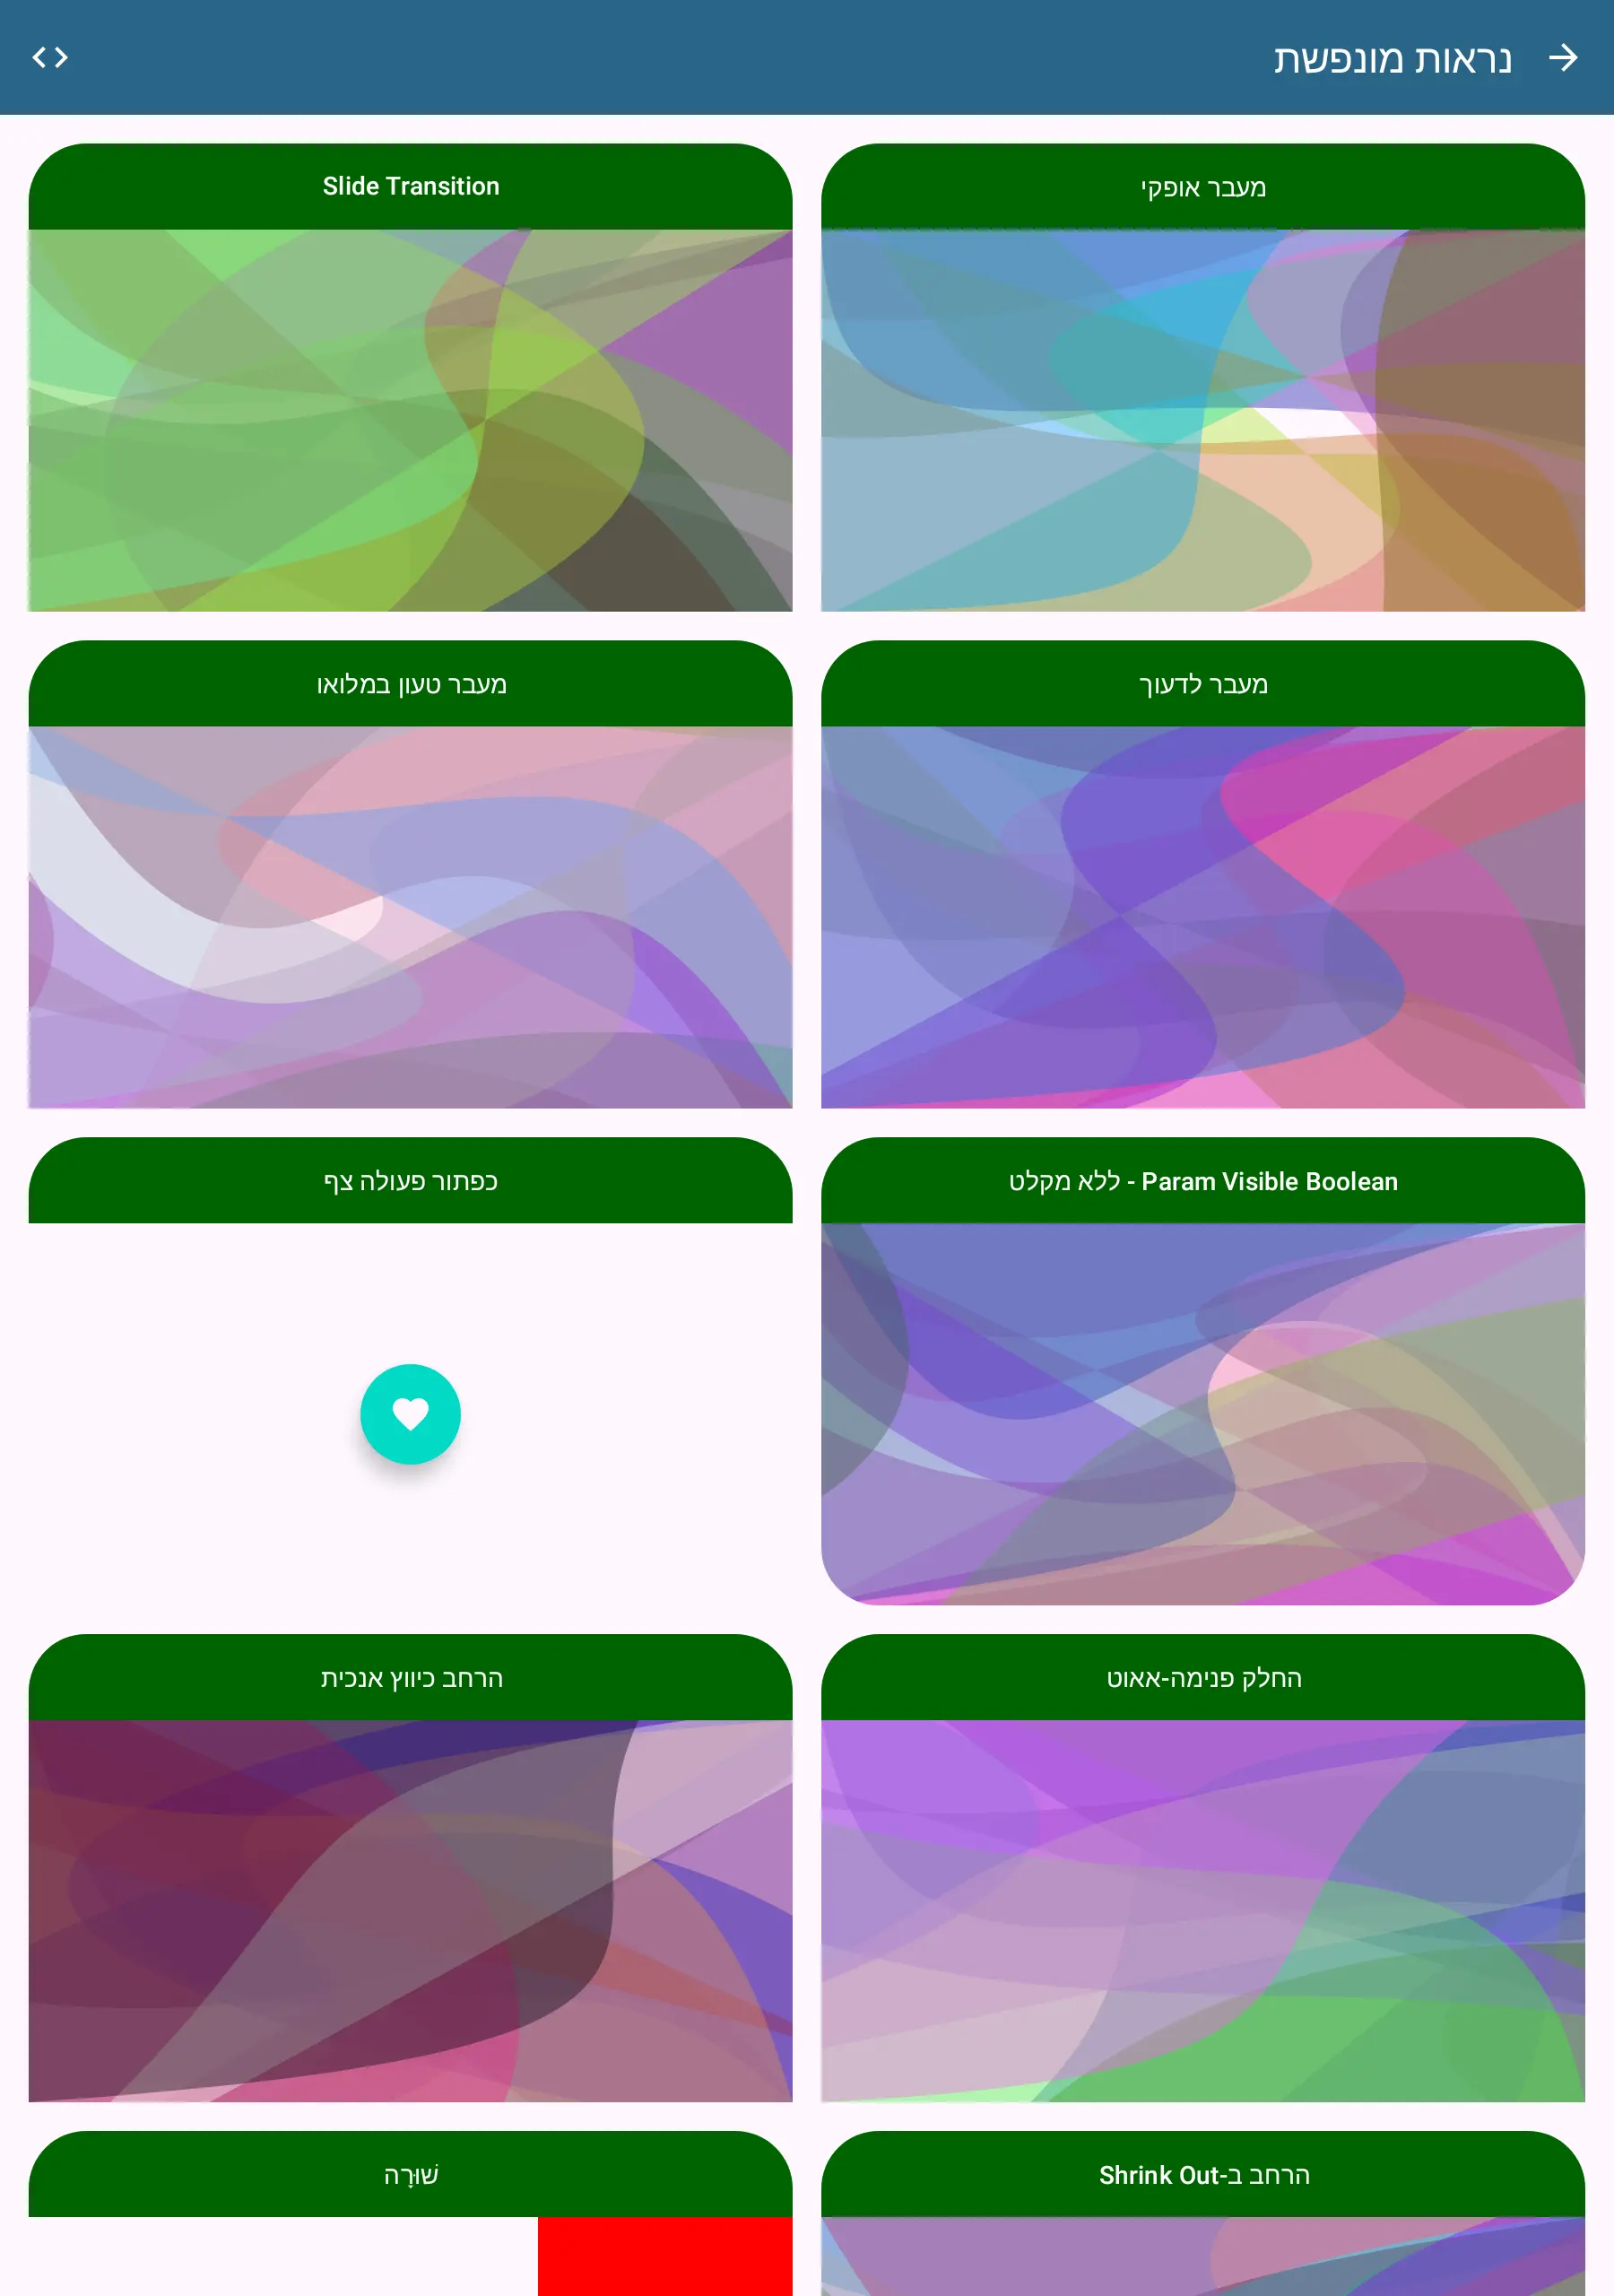 נראות מונפשת
מעבר אופקי
Slide Transition
מעבר לדעוך
מעבר טעון במלואו
Param Visible Boolean - ללא מקלט
כפתור פעולה צף
החלק פנימה-אאוט
הרחב כיווץ אנכית
הרחב ב-Shrink Out
שׁוּרָה